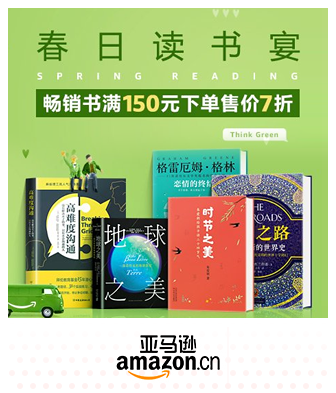 春日读书宴
SPRING READING
畅销书满150元下单售价7折
Think Green
格雷厄姆·格林
恋情的终结
高难度沟通
地球
之美
Terre
时节之美
ROADS
之路
的世界史
亚马逊
amazon.cn